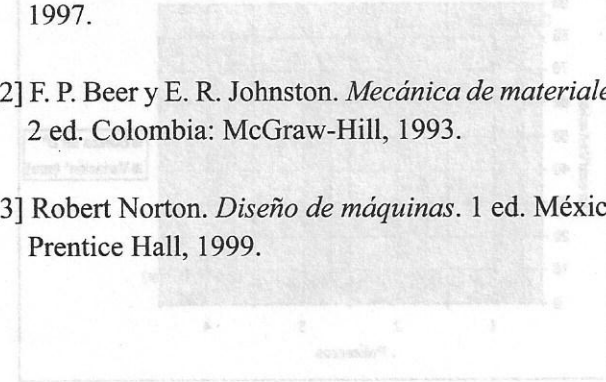 1997.
2] F. P. Beer y E. R. Johnston. Mecánica de materiale
2 ed. Colombia: McGraw-Hill, 1993.
3] Robert Norton. Diseño de máquinas. 1 ed. Méxic
Prentice Hall, 1999.